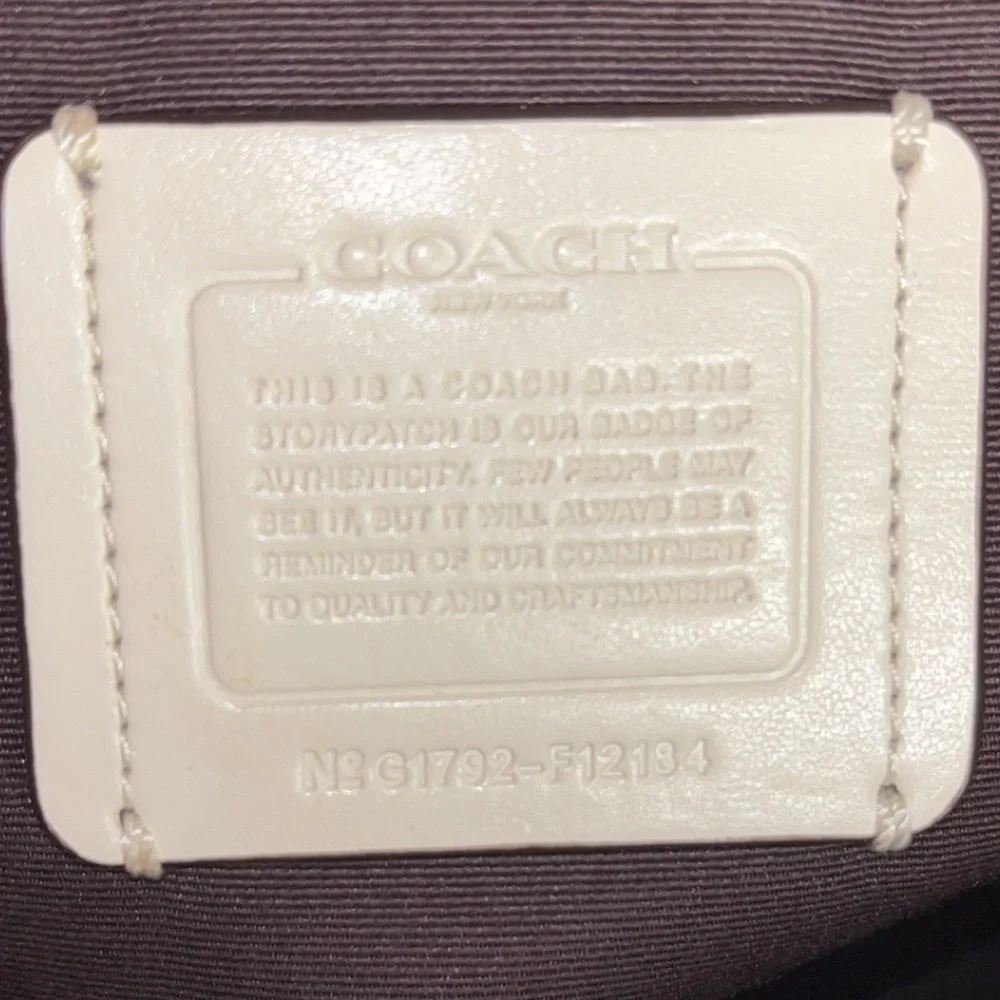 COACH
NEW YORK
THIS IS A COACH BAG. THE
STORYPATCH IS OUR BADGE OF
AUTHENTICITY. FEW PEOPLE MAY
SEE IT, BUT IT WILL ALWAYS BE A
REMINDER OF OUR COMMITMENT
TO QUALITY AND CRAFTSMANSHIP.
Nº G1792-F12184